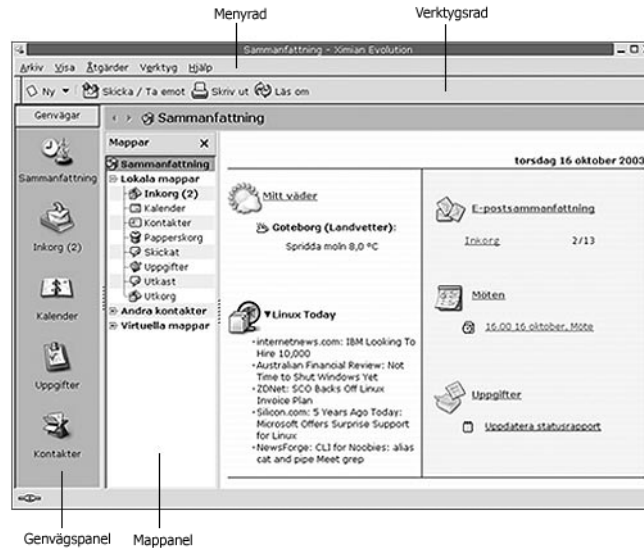 Menyrad
Verktygsrad
Sammanfattning - Ximian Evolution
Arkiv Visa Åtgärder Verktyg Hjälp
Ny Skicka / Ta emot Skriv ut Läs om
Genvägar
Sammanfattning
Sammanfattning
Inkorg (2)
Kalender
Uppgifter
Kontakter
Mappar
Sammanfattning
Lokala mappar
Inkorg (2)
Kalender
Kontakter
Papperskorg
Skickat
Uppgifter
Utkast
Utkorg
Andra kontakter
Virtuella mappar
torsdag 16 oktober 2003
Mitt väder
Goteborg (Landvetter):
Spridda moln 8,0 °C
Linux Today
·internetnews.com: IBM Looking To
Hire 10,000
·Australian Financial Review: Not
Time to Shut Windows Yet
·ZDNet: SCO Backs Off Linux
Invoice Plan
·Silicon.com: 5 Years Ago Today:
Microsoft Offers Surprise Support
for Linux
·NewsForge: CLI for Noobies: alias
cat and pipe Meet grep
E-postsammanfattning
Inkorg 2/13
Möten
16.00 16 oktober, Möte
Uppgifter
Uppdatera statusrapport
Genvägspanel
Mappanel